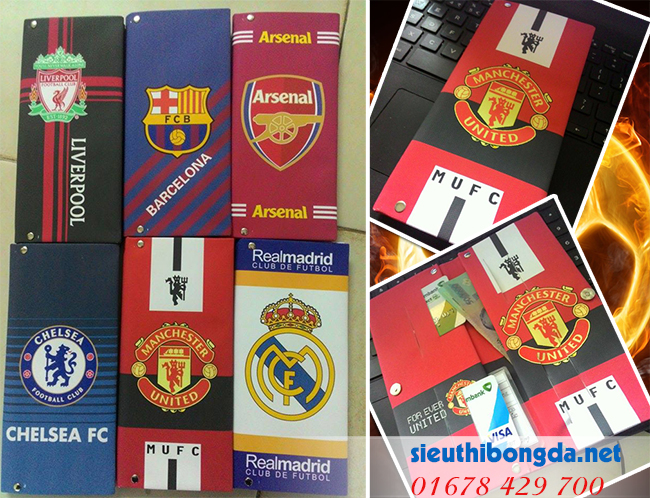 LIVERPOOL
FOOTBALL CLUB
EST·1892
LIVERPOOL
FCB
BARCELONA
Arsenal
Arsenal
Arsenal
CHELSEA
FOOTBALL CLUB
CHELSEA FC
MANCHESTER
UNITED
MUFC
Realmadrid
CLUB DE FUTBOL
Realmadrid
CLUB DE FUTBOL
MANCHESTER
UNITED
MUFC
MANCHESTER
UNITED
MUFC
FOR EVER
UNITED
VISA
sieuthibongda.net
01678 429 700